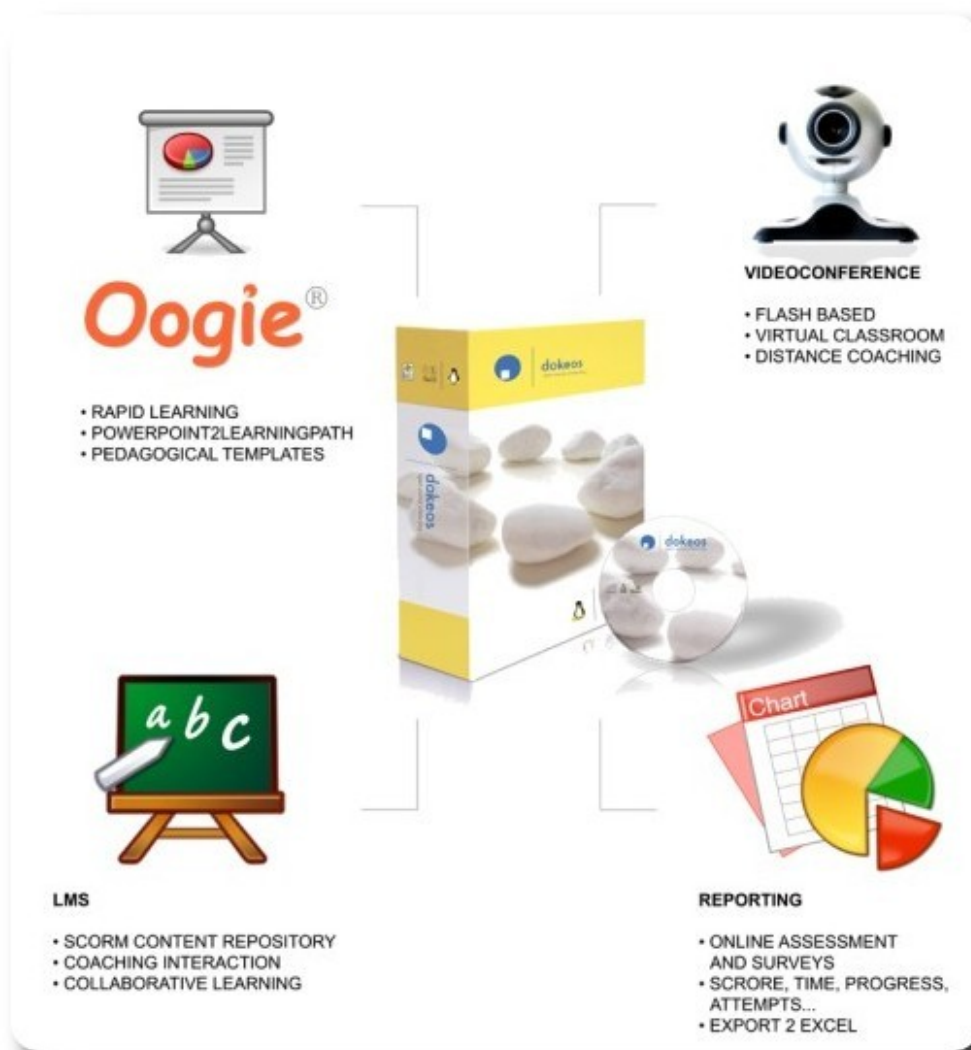 Oogie®
• RAPID LEARNING
• POWERPOINT2LEARNINGPATH
• PEDAGOGICAL TEMPLATES
VIDEOCONFERENCE
• FLASH BASED
• VIRTUAL CLASSROOM
• DISTANCE COACHING
dokeos
dokeos
dokeos
a b c
LMS
• SCORM CONTENT REPOSITORY
• COACHING INTERACTION
• COLLABORATIVE LEARNING
Chart
REPORTING
• ONLINE ASSESSMENT
AND SURVEYS
• SCRORE, TIME, PROGRESS,
ATTEMPTS...
• EXPORT 2 EXCEL